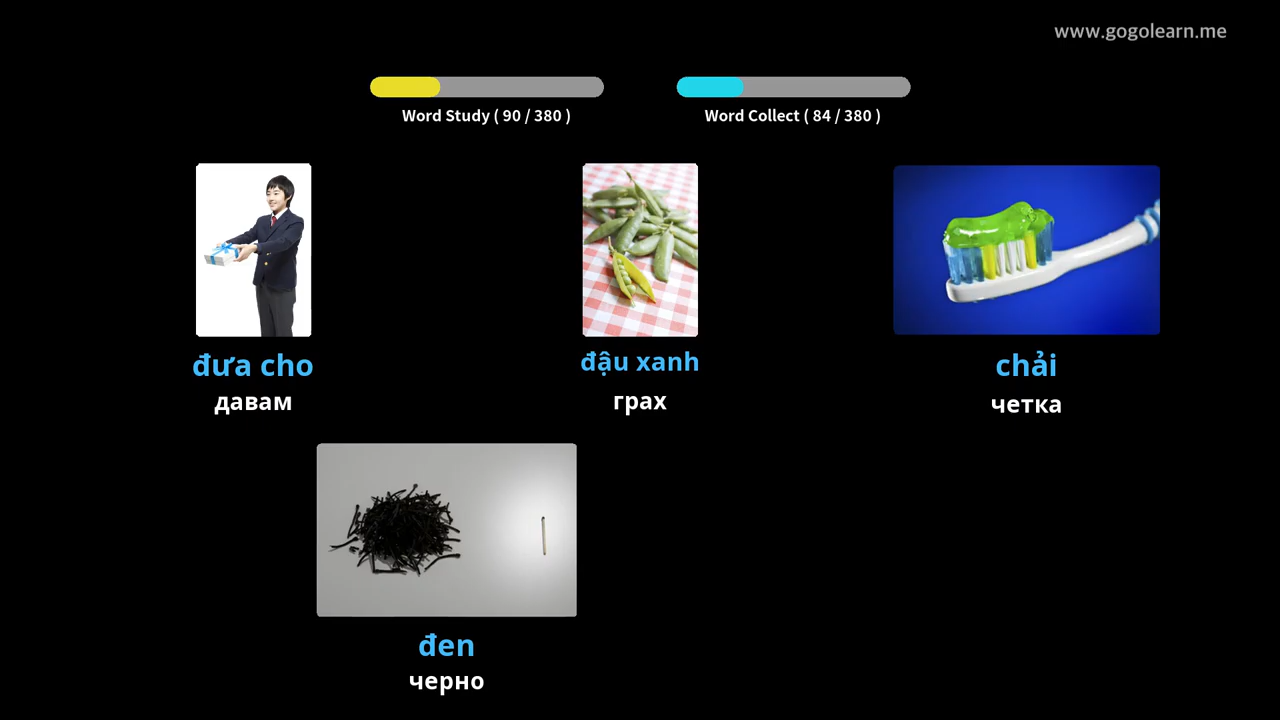 www.gogolearn.me
Word Study ( 90 / 380 )
Word Collect ( 84 / 380 )
đưa cho
давам
đậu xanh
грах
chải
четка
đen
черно